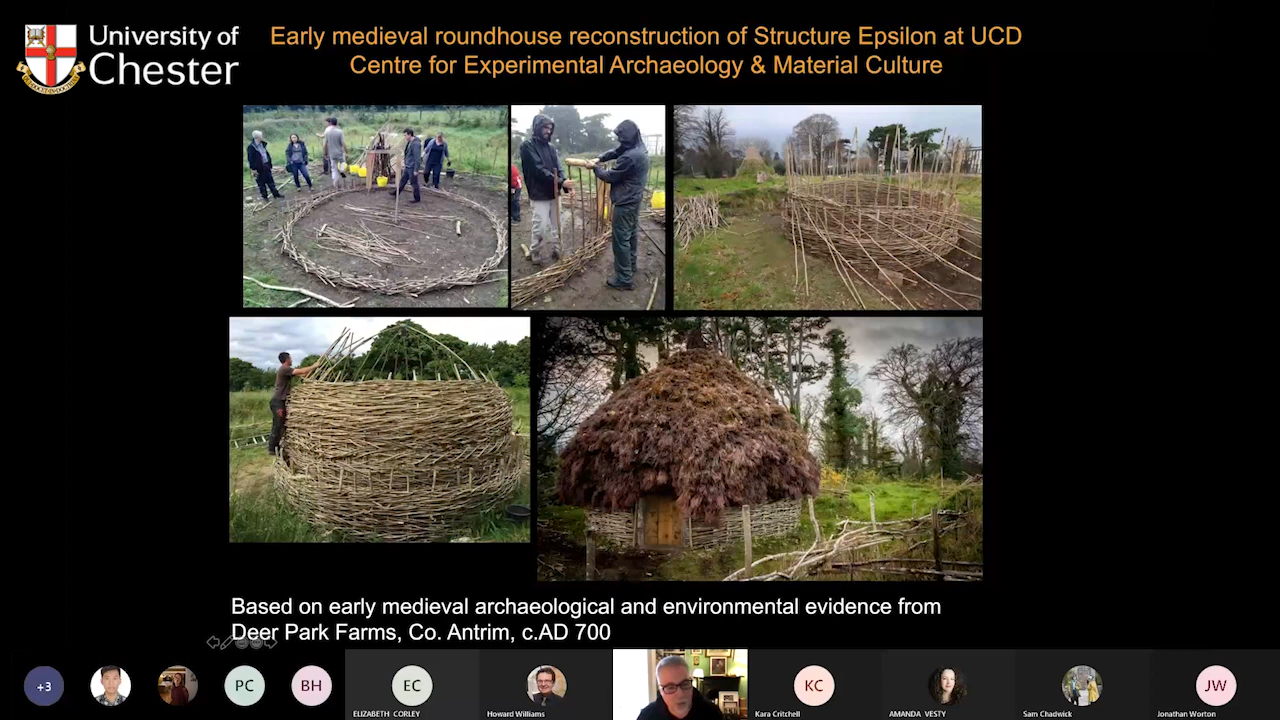 University of
Chester
Early medieval roundhouse reconstruction of Structure Epsilon at UCD
Centre for Experimental Archaeology & Material Culture
Based on early medieval archaeological and environmental evidence from
Deer Park Farms, Co. Antrim, c.AD 700
+3
PC
BH
EC
KC
JW
ELIZABETH CORLEY
Howard Williams
Kara Critchell
AMANDA VESTY
Sam Chadwick
Jonathan Worton